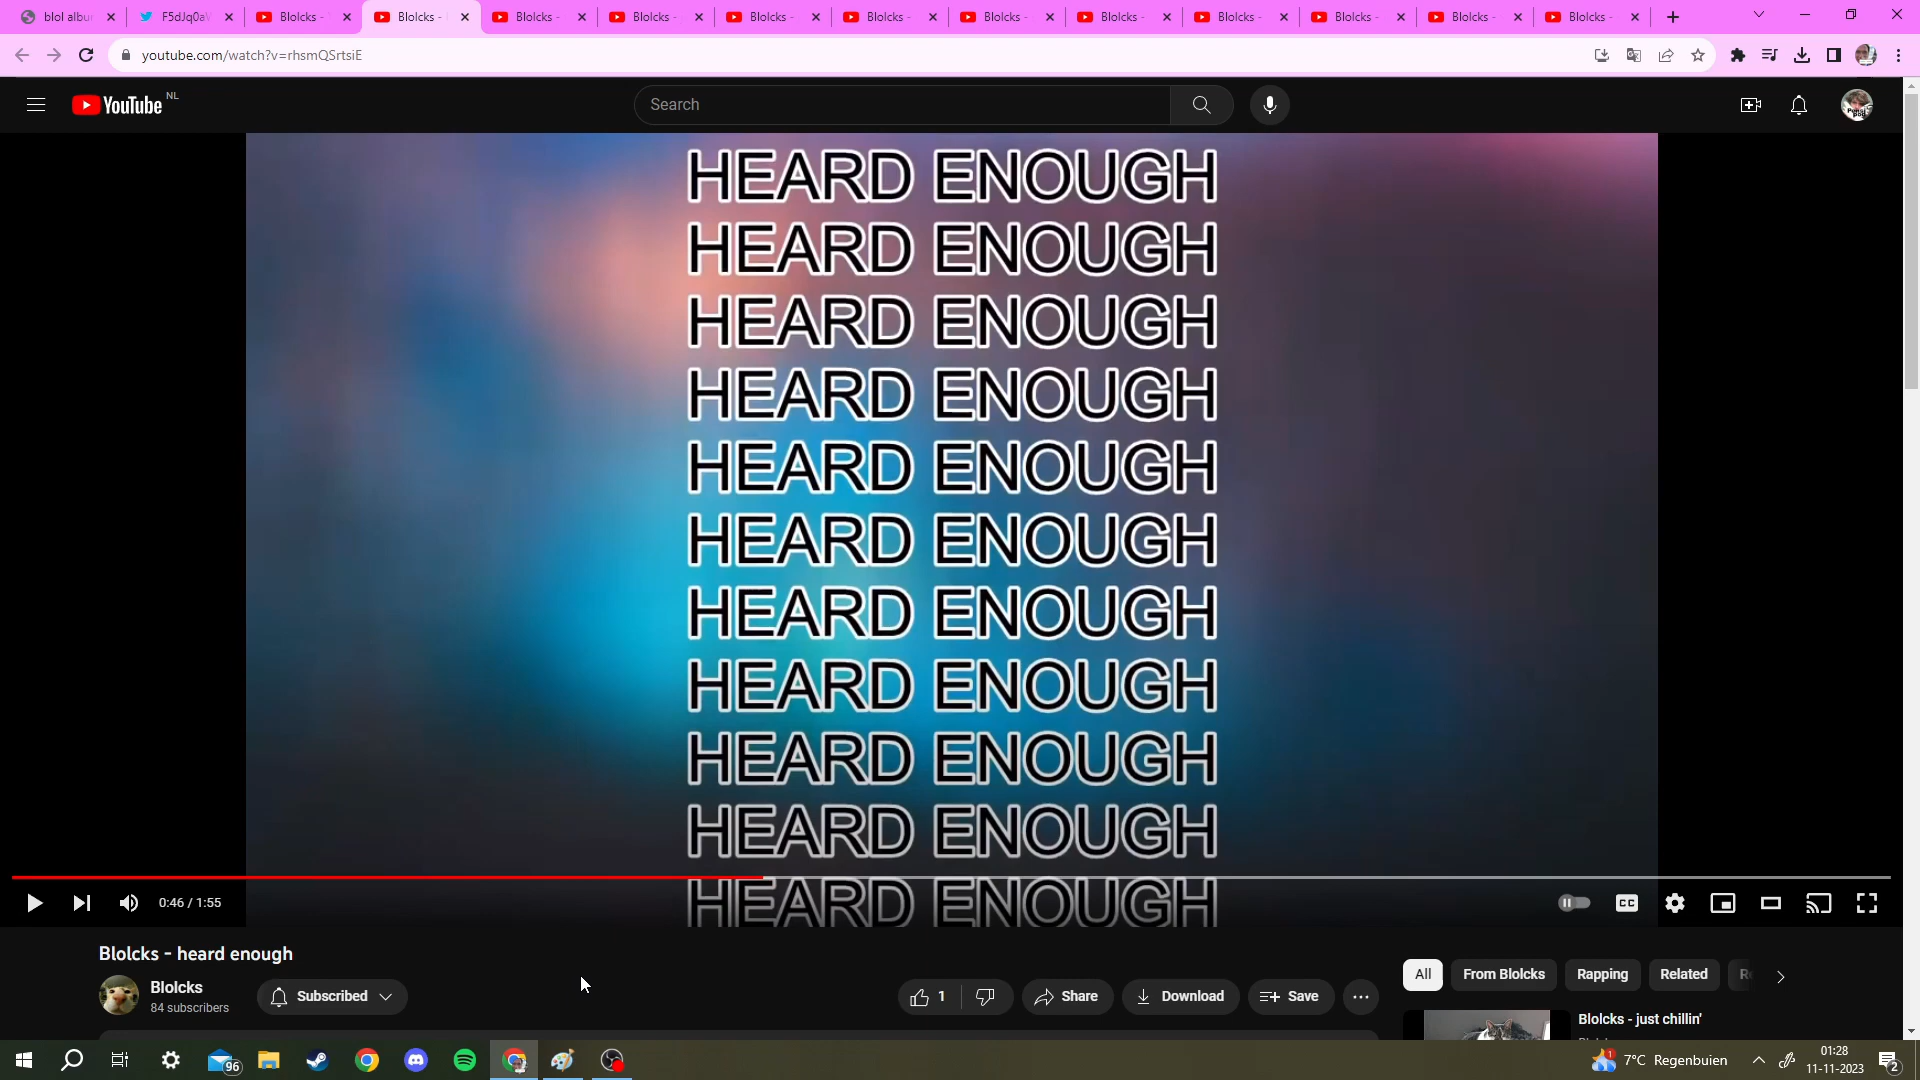 blol albu
F5dJq0a
Blolcks -
Blolcks -
Blolcks -
Blolcks -
Blolcks -
Blolcks -
Blolcks -
Blolcks -
Blolcks -
Blolcks -
Blolcks -
Blolcks -
youtube.com/watch?v=rhsmQSrtsiE
YouTube NL
Search
HEARD ENOUGH
HEARD ENOUGH
HEARD ENOUGH
HEARD ENOUGH
HEARD ENOUGH
HEARD ENOUGH
HEARD ENOUGH
HEARD ENOUGH
HEARD ENOUGH
HEARD ENOUGH
HEARD ENOUGH
0:46 / 1:55
CC
Blolcks - heard enough
Blolcks
84 subscribers
Subscribed
1
Share
Download
Save
All
From Blolcks
Rapping
Related
Blolcks - just chillin'
96
1
7°C Regenbuien
01:28
11-11-2023
2